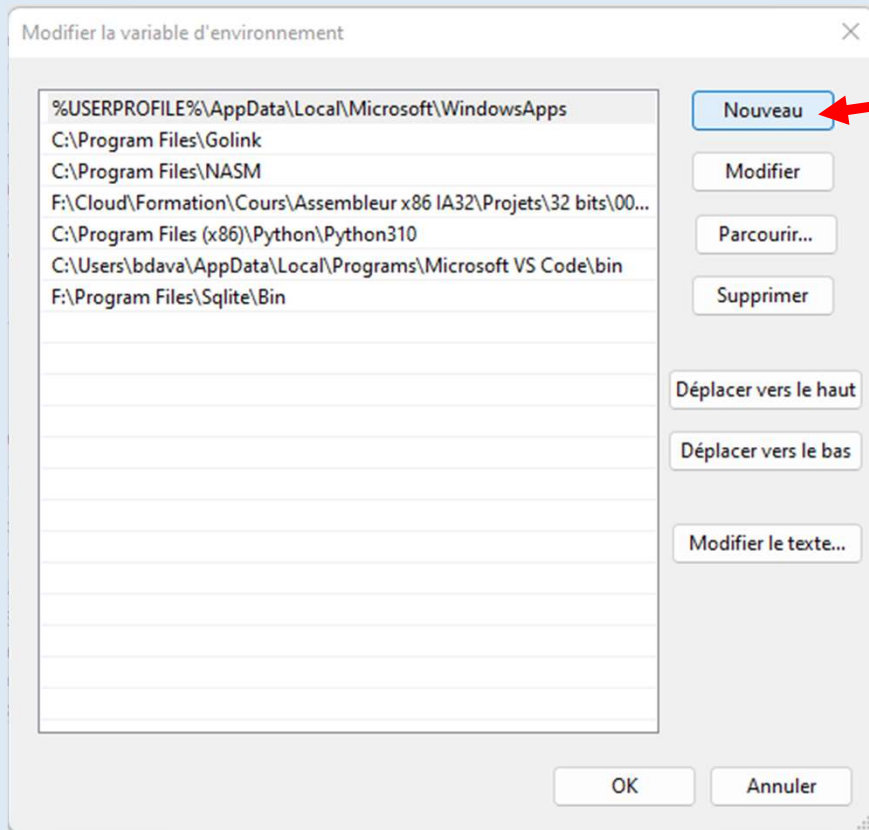 Modifier la variable d'environnement
%USERPROFILE%\AppData\Local\Microsoft\WindowsApps
C:\Program Files\Golink
C:\Program Files\NASM
F:\Cloud\Formation\Cours\Assembleur x86 IA32\Projets\32 bits\00...
C:\Program Files (x86)\Python\Python310
C:\Users\bdava\AppData\Local\Programs\Microsoft VS Code\bin
F:\Program Files\Sqlite\Bin
Nouveau
Modifier
Parcourir...
Supprimer
Déplacer vers le haut
Déplacer vers le bas
Modifier le texte...
OK
Annuler